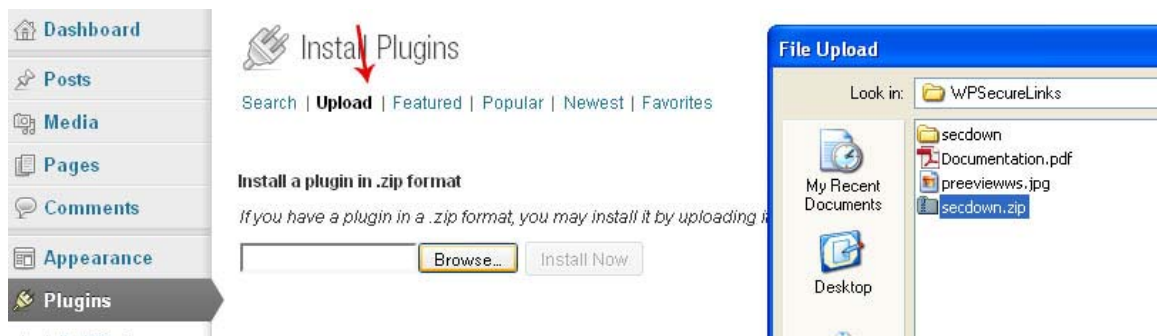 Dashboard
Posts
Media
Pages
Comments
Appearance
Plugins
Install Plugins
Search | Upload | Featured | Popular | Newest | Favorites
Install a plugin in .zip format
If you have a plugin in a .zip format, you may install it by uploading
Browse...
Install Now
File Upload
Look in:
WPSecureLinks
secdown
Documentation.pdf
preeviewws.jpg
secdown.zip
My Recent
Documents
Desktop